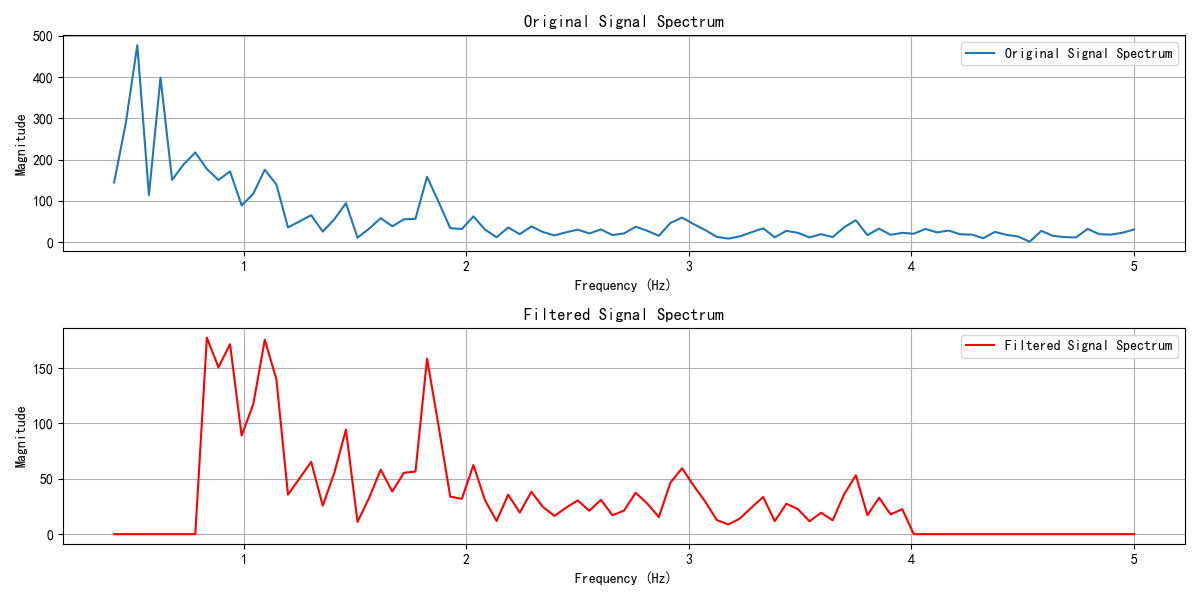 Original Signal Spectrum
500
400
300
200
100
0
Magnitude
Original Signal Spectrum
1 2 3 4 5
Frequency (Hz)
Filtered Signal Spectrum
150
100
50
0
Magnitude
Filtered Signal Spectrum
1 2 3 4 5
Frequency (Hz)